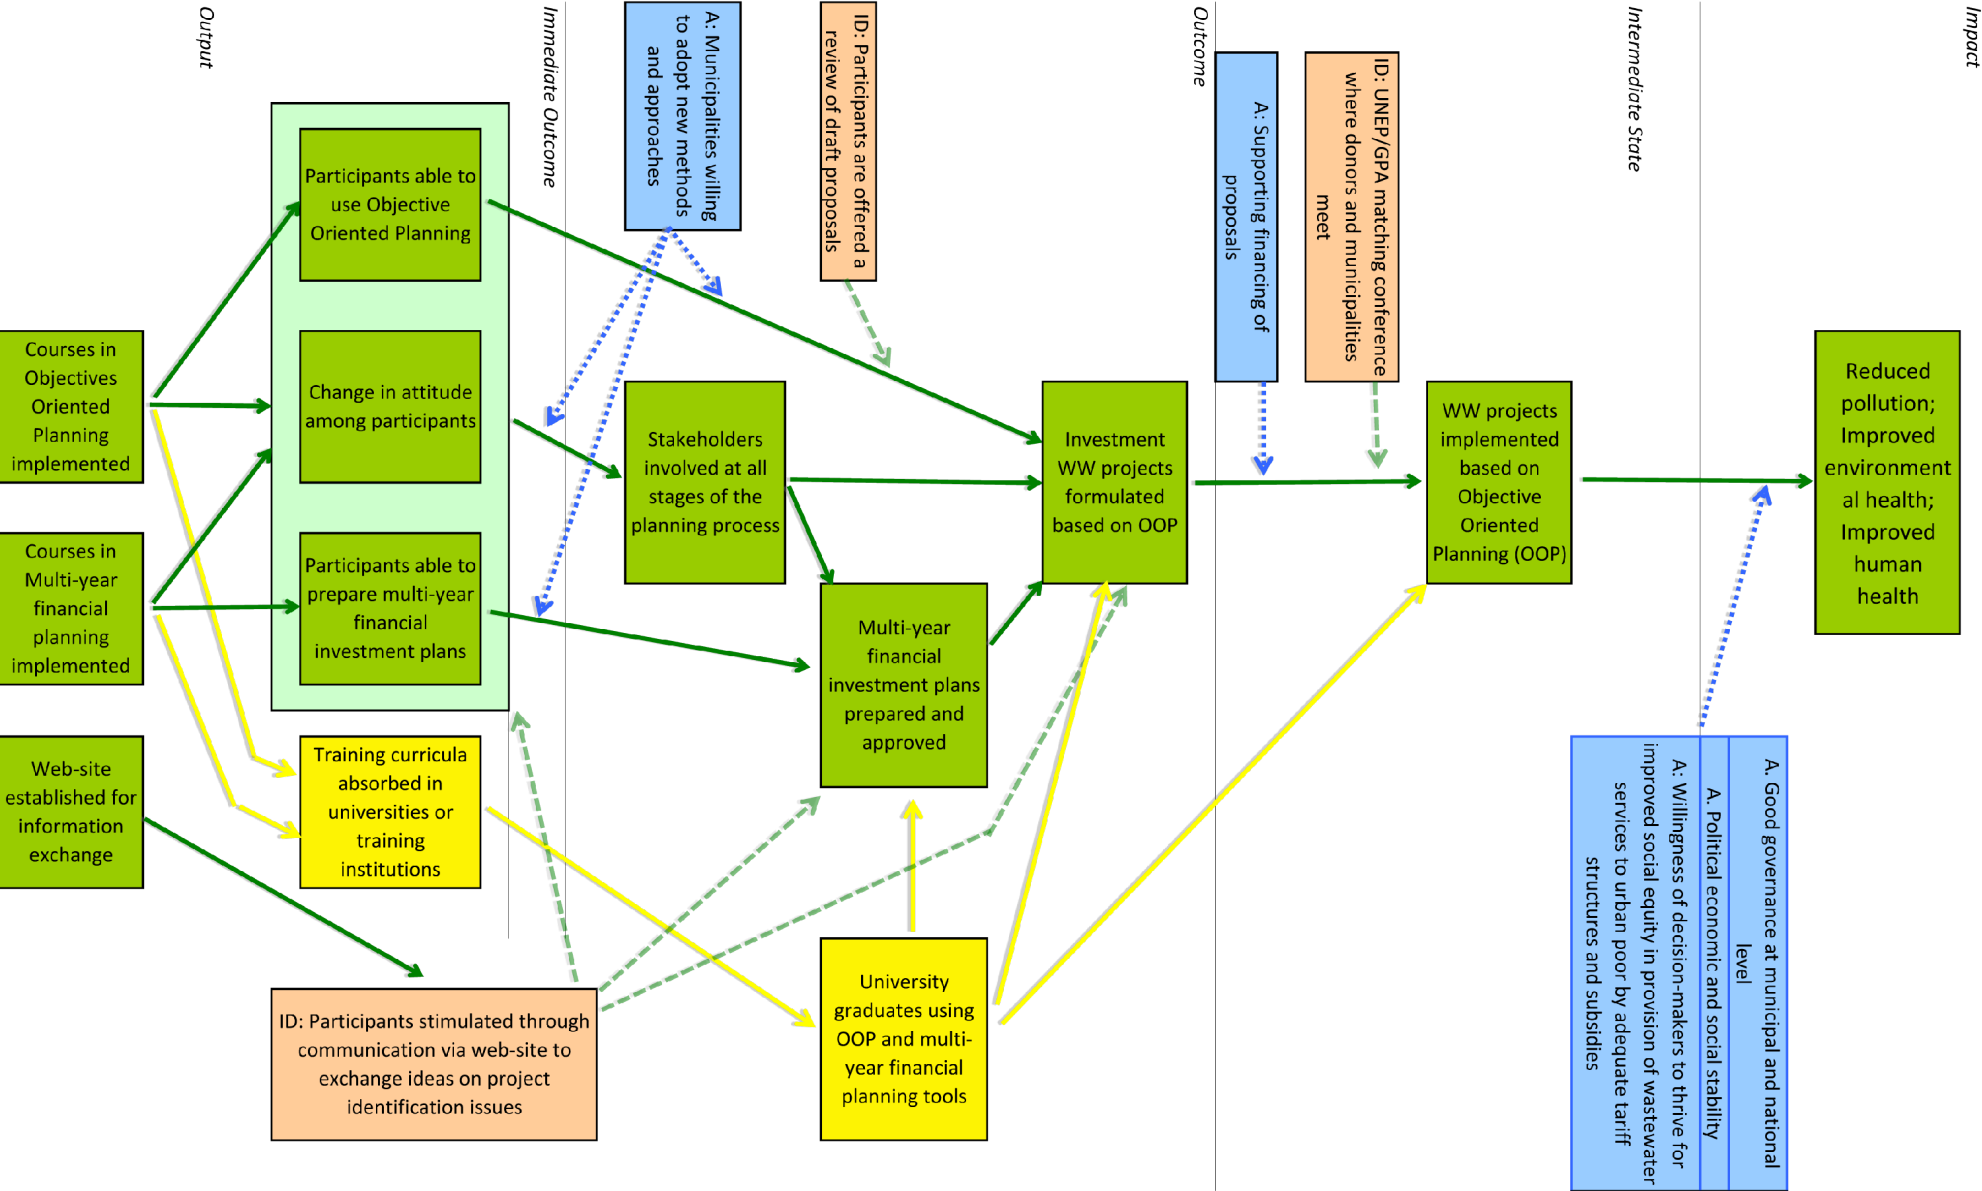 Output
Immediate Outcome
Outcome
Intermediate State
Impact
A: Municipalities willing
to adopt new methods
and approaches
ID: Participants are offered a
review of draft proposals
A: Supporting financing of
proposals
ID: UNEP/GPA matching conference
where donors and municipalities
meet
Courses in
Objectives
Oriented
Planning
implemented
Courses in
Multi-year
financial
planning
implemented
Web-site
established for
information
exchange
Participants able to
use Objective
Oriented Planning
Change in attitude
among participants
Participants able to
prepare multi-year
financial
investment plans
Training curricula
absorbed in
universities or
training
institutions
ID: Participants stimulated through
communication via web-site to
exchange ideas on project
identification issues
Stakeholders
involved at all
stages of the
planning process
Multi-year
financial
investment plans
prepared and
approved
University
graduates using
OOP and multi-
year financial
planning tools
Investment
WW projects
formulated
based on OOP
WW projects
implemented
based on
Objective
Oriented
Planning (OOP)
Reduced
pollution;
Improved
environment
al health;
Improved
human
health
A. Good governance at municipal and national
level
A. Political economic and social stability
A: Willingness of decision-makers to thrive for
improved social equity in provision of wastewater
services to urban poor by adequate tariff
structures and subsidies